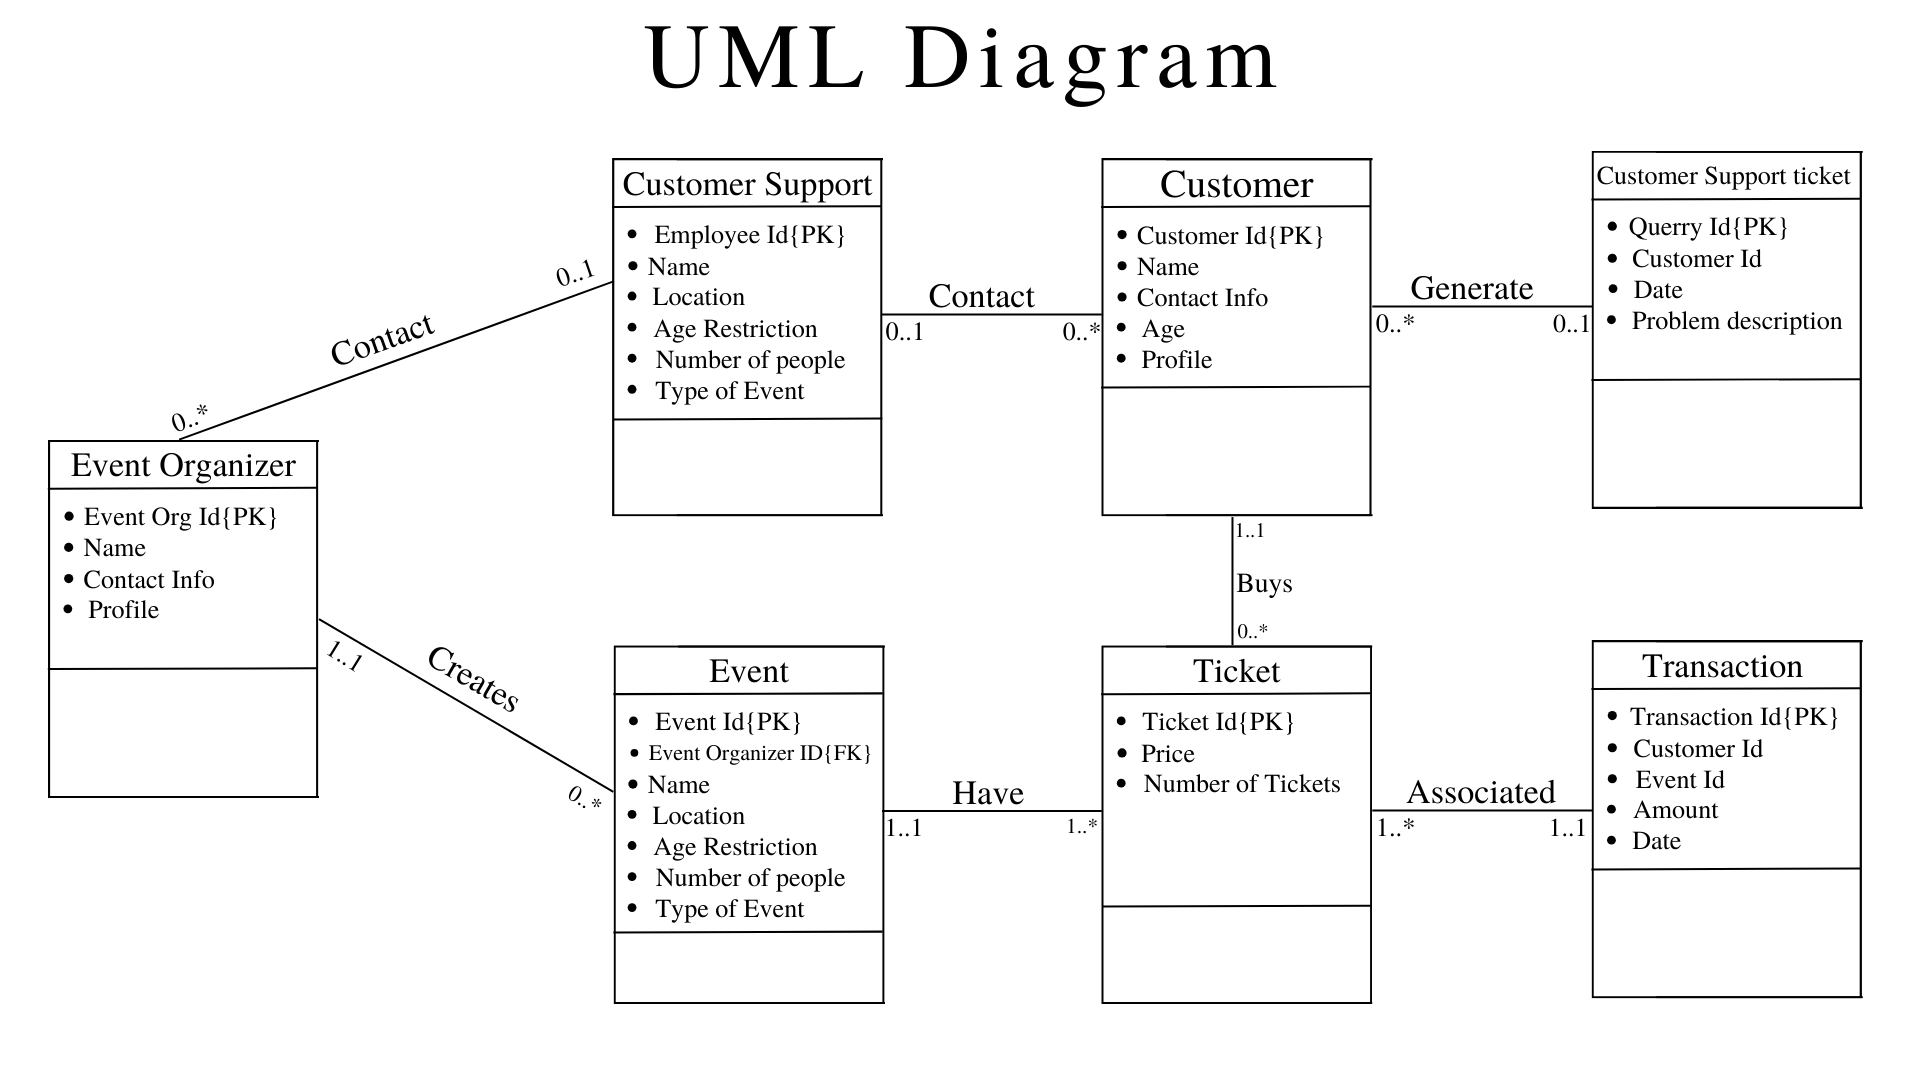 UML Diagram
Customer Support
Employee Id{PK}
Name
Location
Age Restriction
Number of people
Type of Event
Customer
Customer Id{PK}
Name
Contact Info
Age
Profile
Customer Support ticket
Querry Id{PK}
Customer Id
Date
Problem description
Contact
0..*
0..1
Contact
0..1
0..*
Generate
0..*
0..1
Event Organizer
Event Org Id{PK}
Name
Contact Info
Profile
1..1
Creates
0..*
1..1
Buys
0..*
Event
Event Id{PK}
Event Organizer ID{FK}
Name
Location
Age Restriction
Number of people
Type of Event
Have
1..1
1..*
Ticket
Ticket Id{PK}
Price
Number of Tickets
Associated
1..*
1..1
Transaction
Transaction Id{PK}
Customer Id
Event Id
Amount
Date